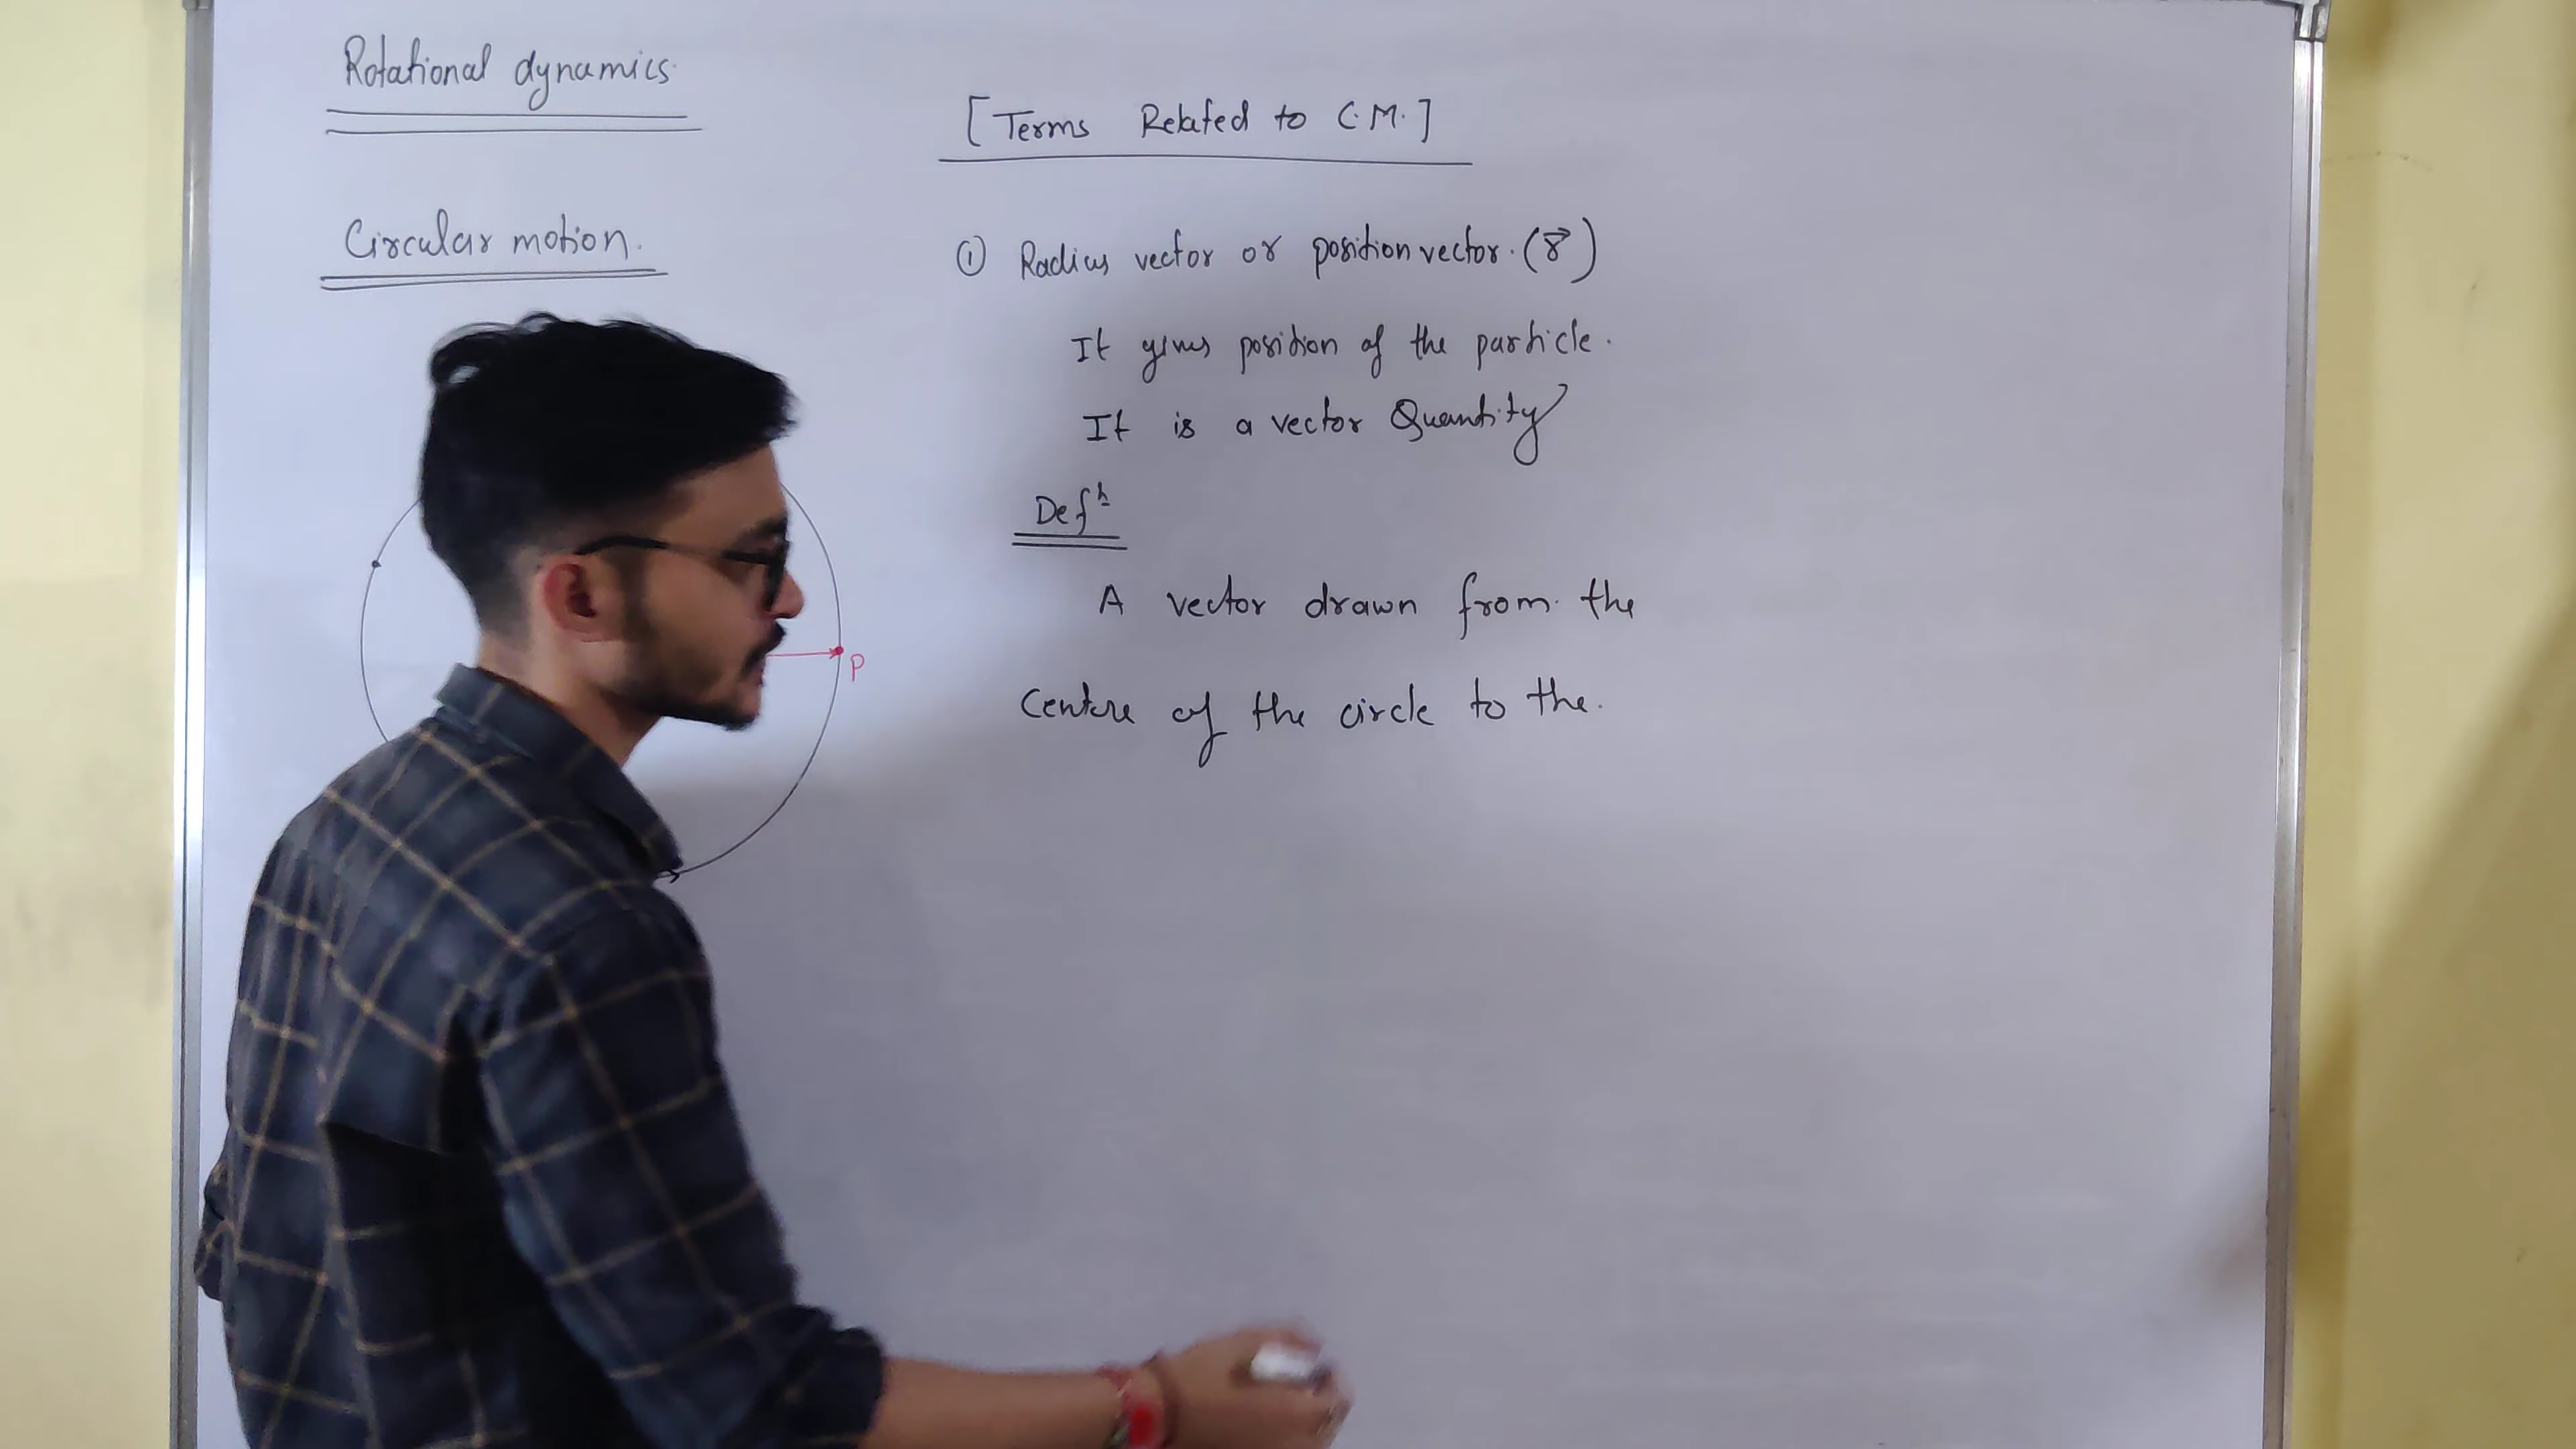 Rotational dynamics.
Circular motion.
P
[Terms Related to C.M.]
① Radius vector or position vector. (r⃗)
It gives position of the particle.
It is a vector Quantity
Defⁿ
A vector drawn from the
Centre of the circle to the.